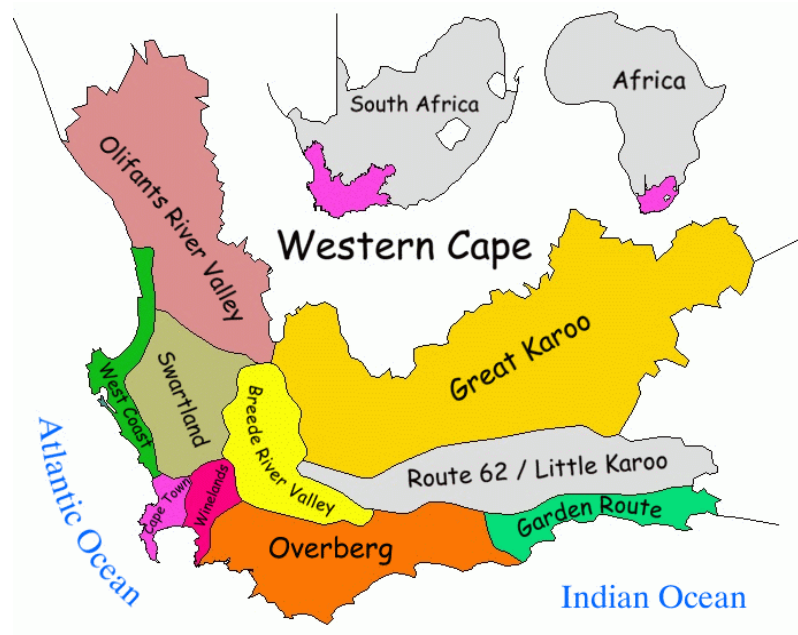 South Africa
Africa
Olifants River Valley
Western Cape
Great Karoo
West Coast
Swartland
Breede River Valley
Route 62 / Little Karoo
Cape Town
Winelands
Garden Route
Overberg
Atlantic Ocean
Indian Ocean